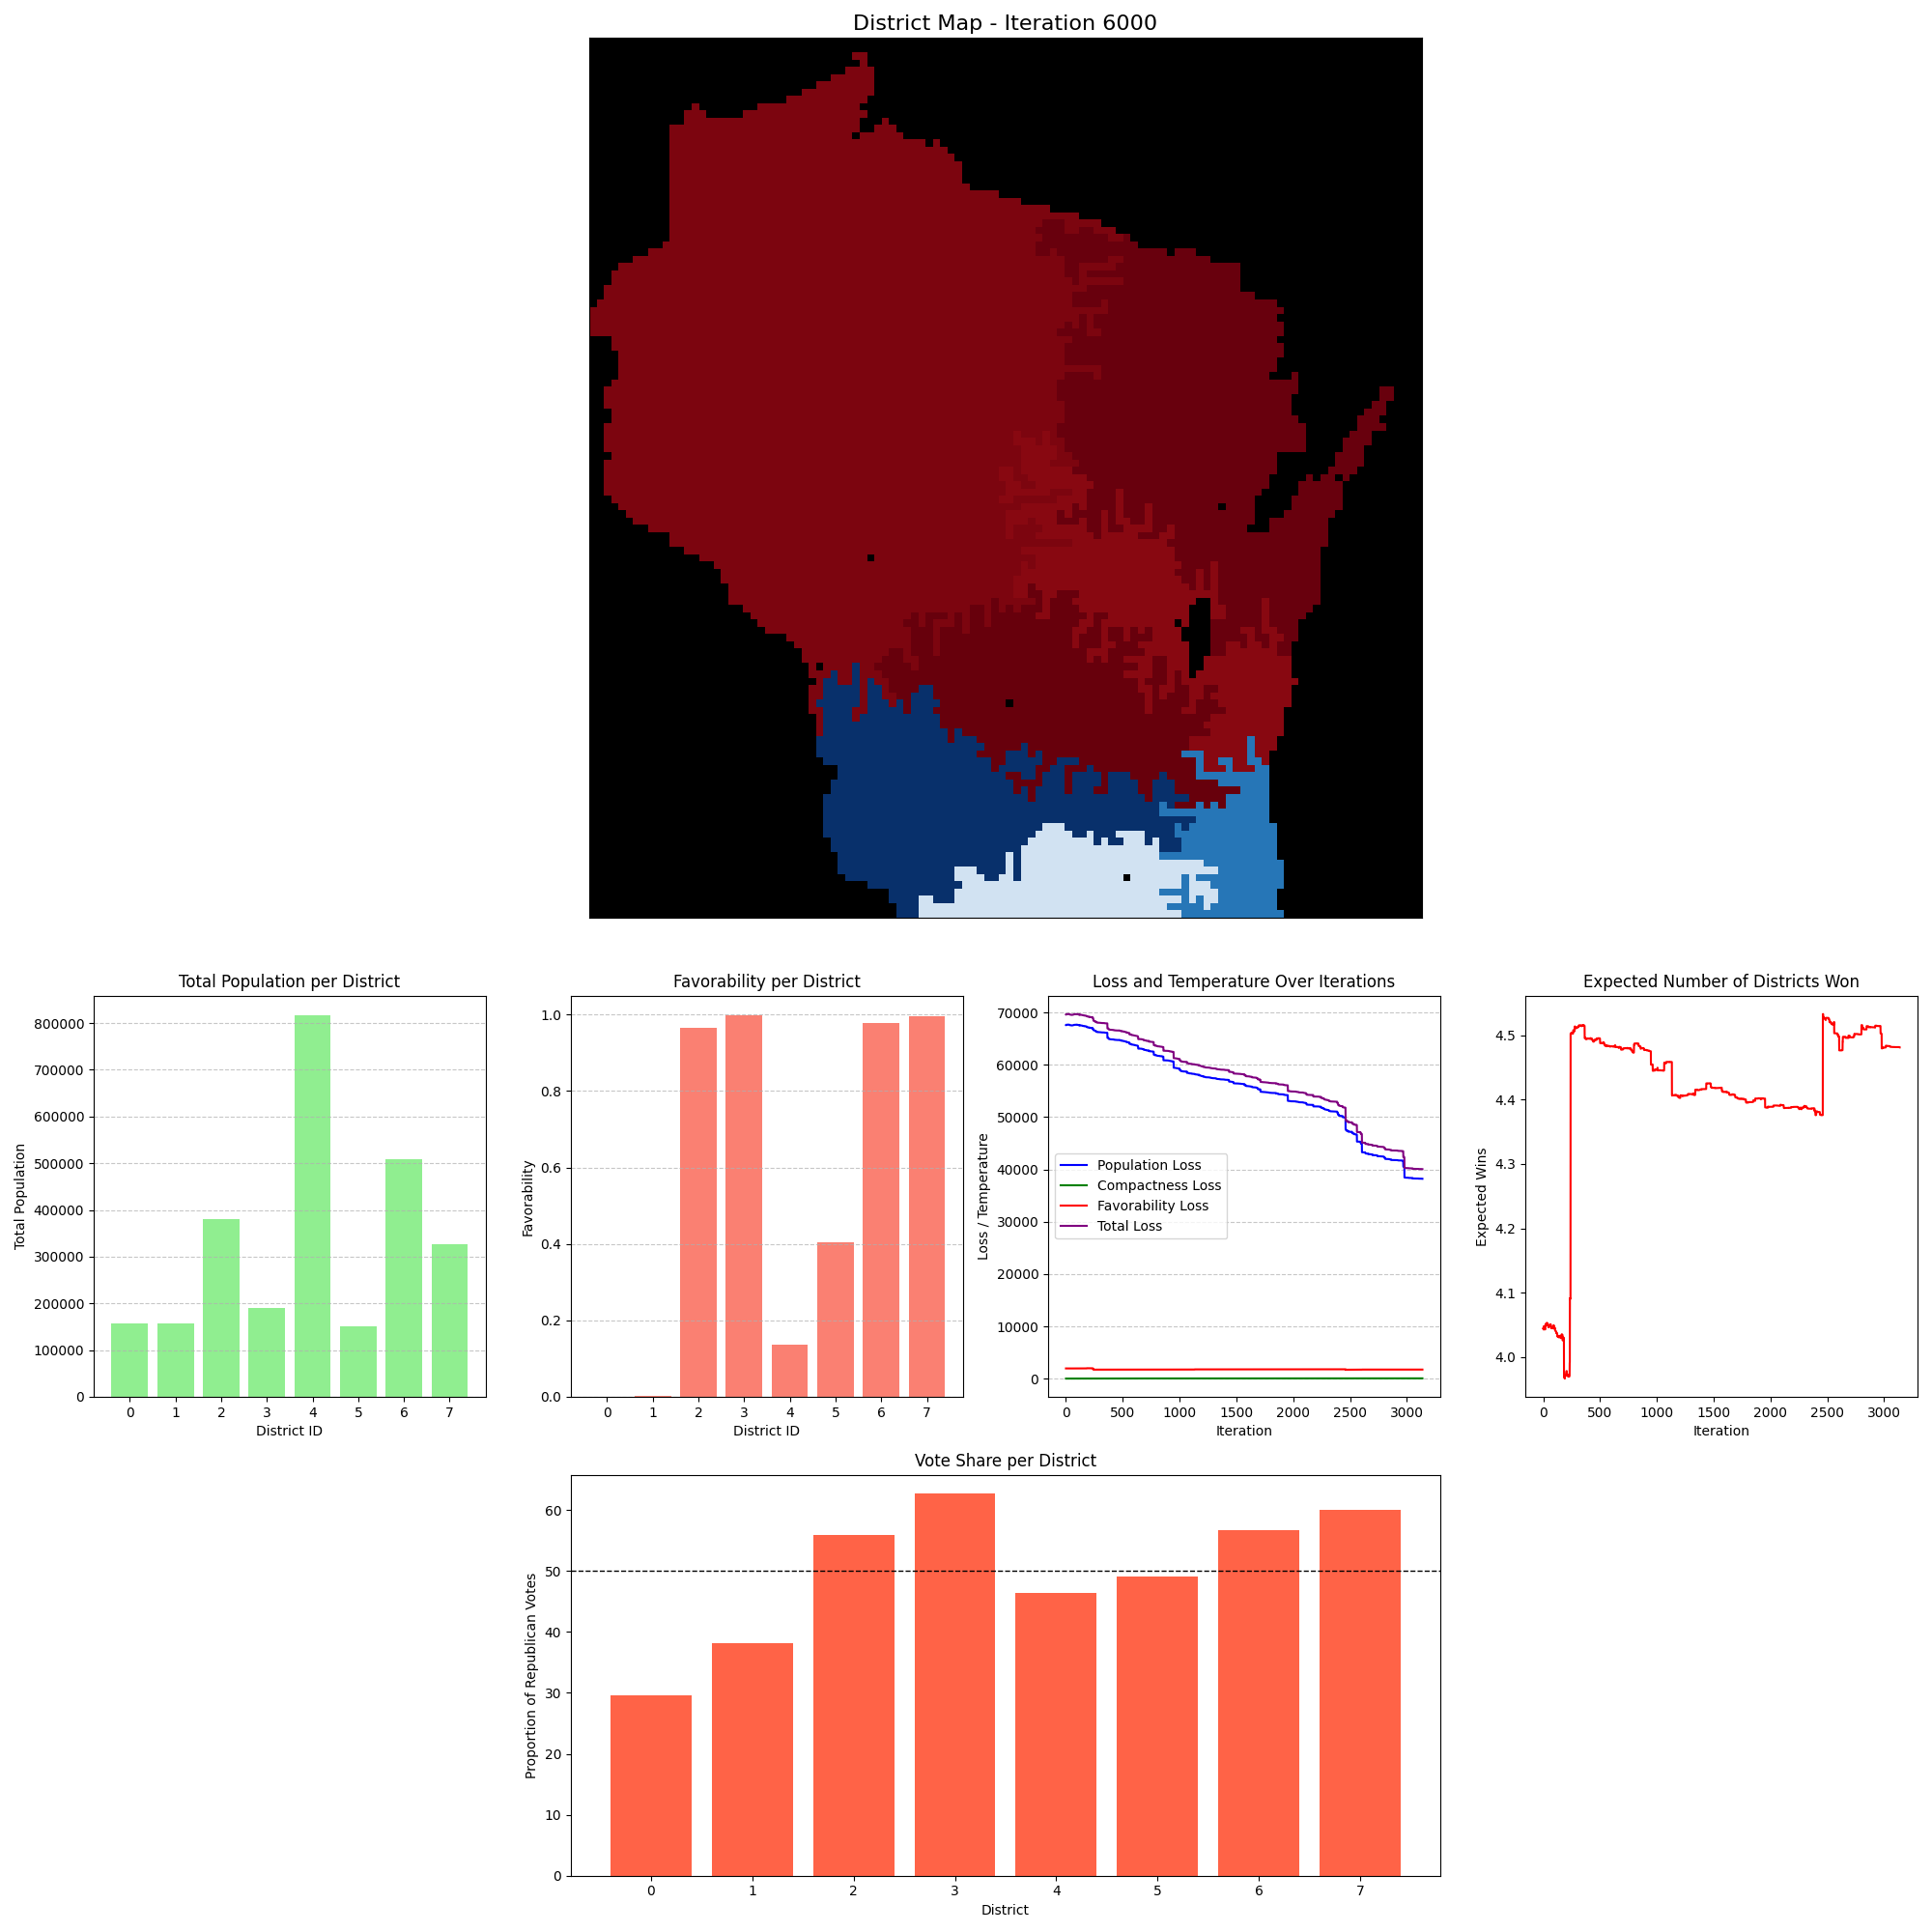 District Map - Iteration 6000
Total Population per District
Total Population
800000
700000
600000
500000
400000
300000
200000
100000
0
0 1 2 3 4 5 6 7
District ID
Favorability per District
Favorability
1.0
0.8
0.6
0.4
0.2
0.0
0 1 2 3 4 5 6 7
District ID
Loss and Temperature Over Iterations
Loss / Temperature
70000
60000
50000
40000
30000
20000
10000
0
Population Loss
Compactness Loss
Favorability Loss
Total Loss
0 500 1000 1500 2000 2500 3000
Iteration
Expected Number of Districts Won
Expected Wins
4.5
4.4
4.3
4.2
4.1
4.0
0 500 1000 1500 2000 2500 3000
Iteration
Vote Share per District
Proportion of Republican Votes
60
50
40
30
20
10
0
0 1 2 3 4 5 6 7
District